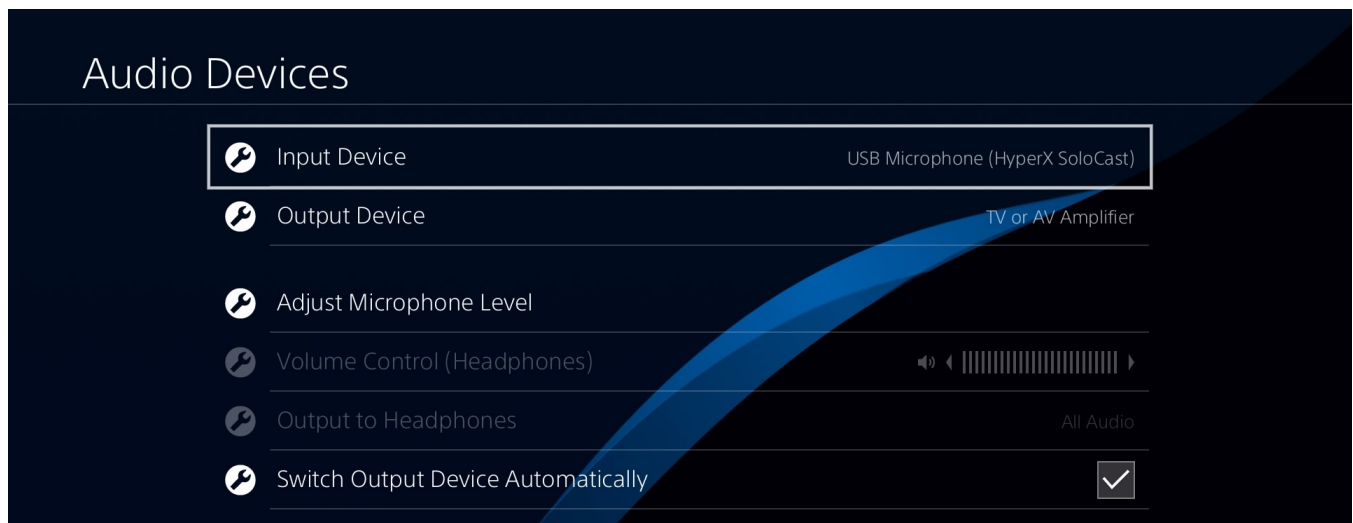 Audio Devices
Input Device USB Microphone (HyperX SoloCast)
Output Device TV or AV Amplifier
Adjust Microphone Level
Volume Control (Headphones)
Output to Headphones All Audio
Switch Output Device Automatically